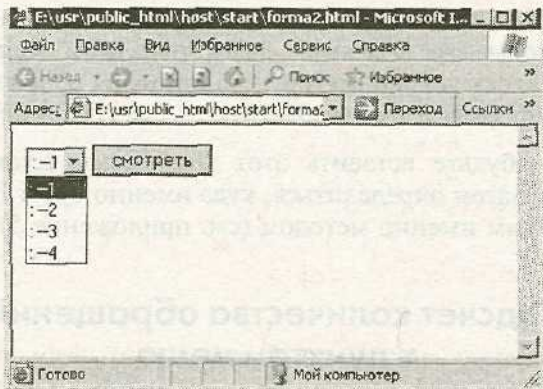 E:\usr\public_html\host\start\forma2.html - Microsoft I...
Файл Правка Вид Избранное Сервис Справка
Назад Поиск Избранное »
Адрес: E:\usr\public_html\host\start\forma2 Переход Ссылки »
:-1 смотреть
:-1
:-2
:-3
:-4
Готово Мой компьютер